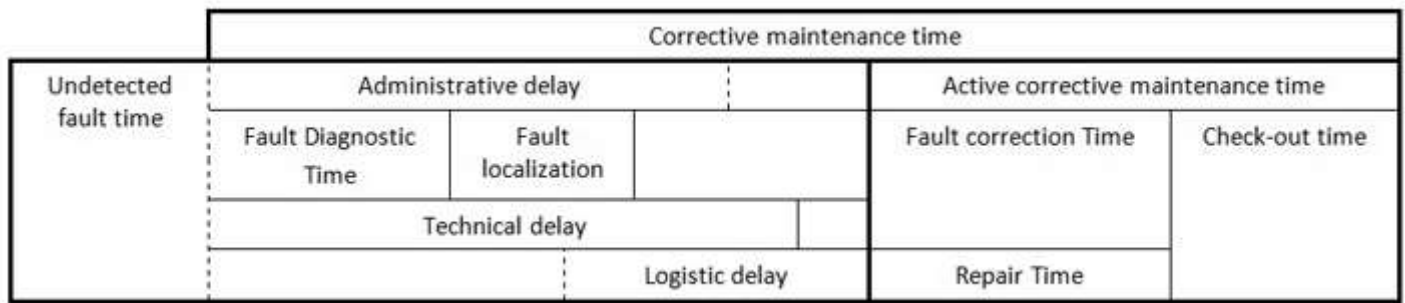 Corrective maintenance time
Undetected
fault time
Administrative delay
Active corrective maintenance time
Fault Diagnostic
Time
Fault
localization
Fault correction Time
Check-out time
Technical delay
Logistic delay
Repair Time